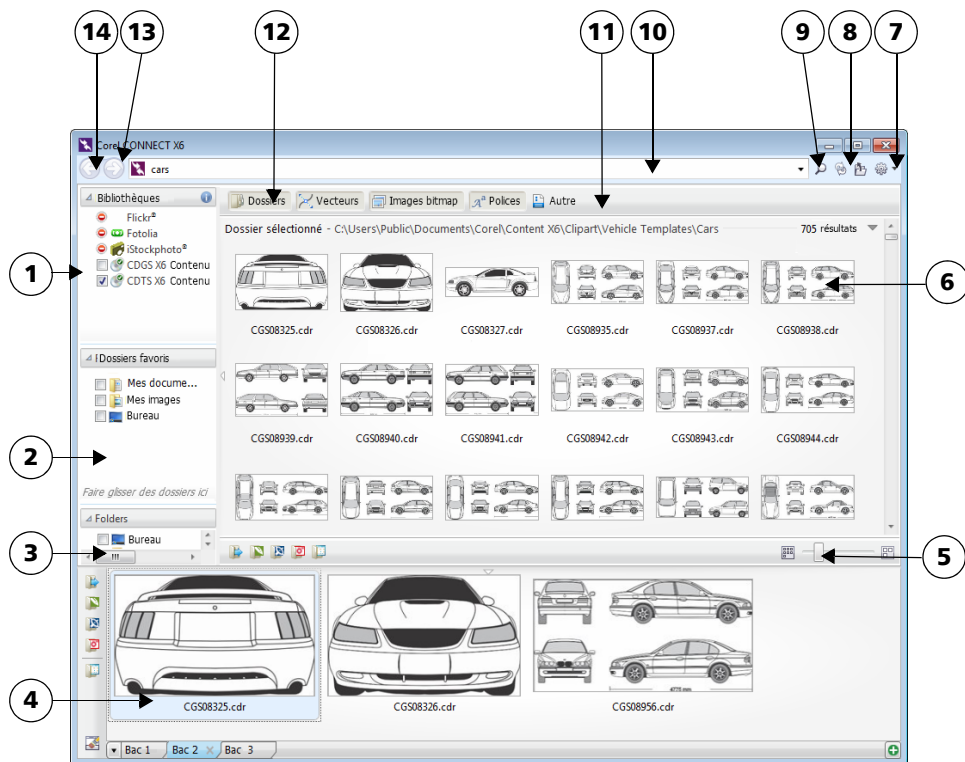 14 13 12 11 10 9 8 7
Corel CONNECT X6
cars
Bibliothèques
Flickr®
Fotolia
iStockphoto®
CDGS X6 Contenu
CDTS X6 Contenu
1
Dossiers Vecteurs Images bitmap Polices Autre
Dossier sélectionné - C:\Users\Public\Documents\Corel\Content X6\Clipart\Vehicle Templates\Cars 705 résultats
CGS08325.cdr CGS08326.cdr CGS08327.cdr CGS08935.cdr CGS08937.cdr CGS08938.cdr
6
Dossiers favoris
Mes docume...
Mes images
Bureau
2
Faire glisser des dossiers ici
CGS08939.cdr CGS08940.cdr CGS08941.cdr CGS08942.cdr CGS08943.cdr CGS08944.cdr
Folders
Bureau
3
5
4
CGS08325.cdr CGS08326.cdr CGS08956.cdr
4775 mm
Bac 1 Bac 2 Bac 3